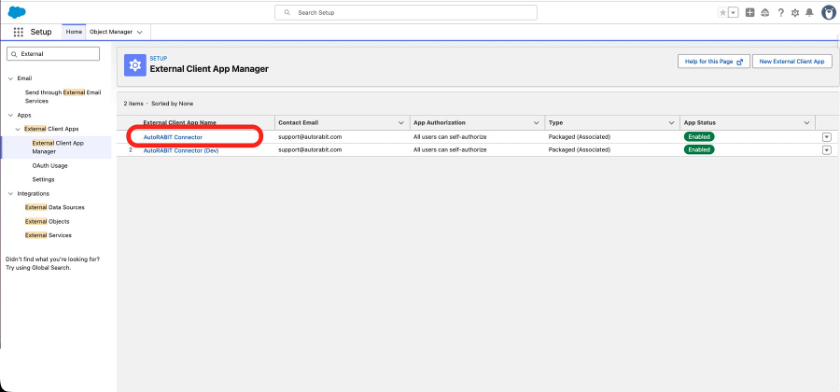 Search Setup
Setup
Home
Object Manager
External
Email
Send through External Email
Services
Apps
External Client Apps
External Client App
Manager
OAuth Usage
Settings
Integrations
External Data Sources
External Objects
External Services
Didn't find what you're looking for?
Try using Global Search.
SETUP
External Client App Manager
Help for this Page
New External Client App
2 items · Sorted by None
External Client App Name Contact Email App Authorization Type App Status
AutoRABIT Connector support@autorabit.com All users can self-authorize Packaged (Associated) Enabled
2 AutoRABIT Connector (Dev) support@autorabit.com All users can self-authorize Packaged (Associated) Enabled